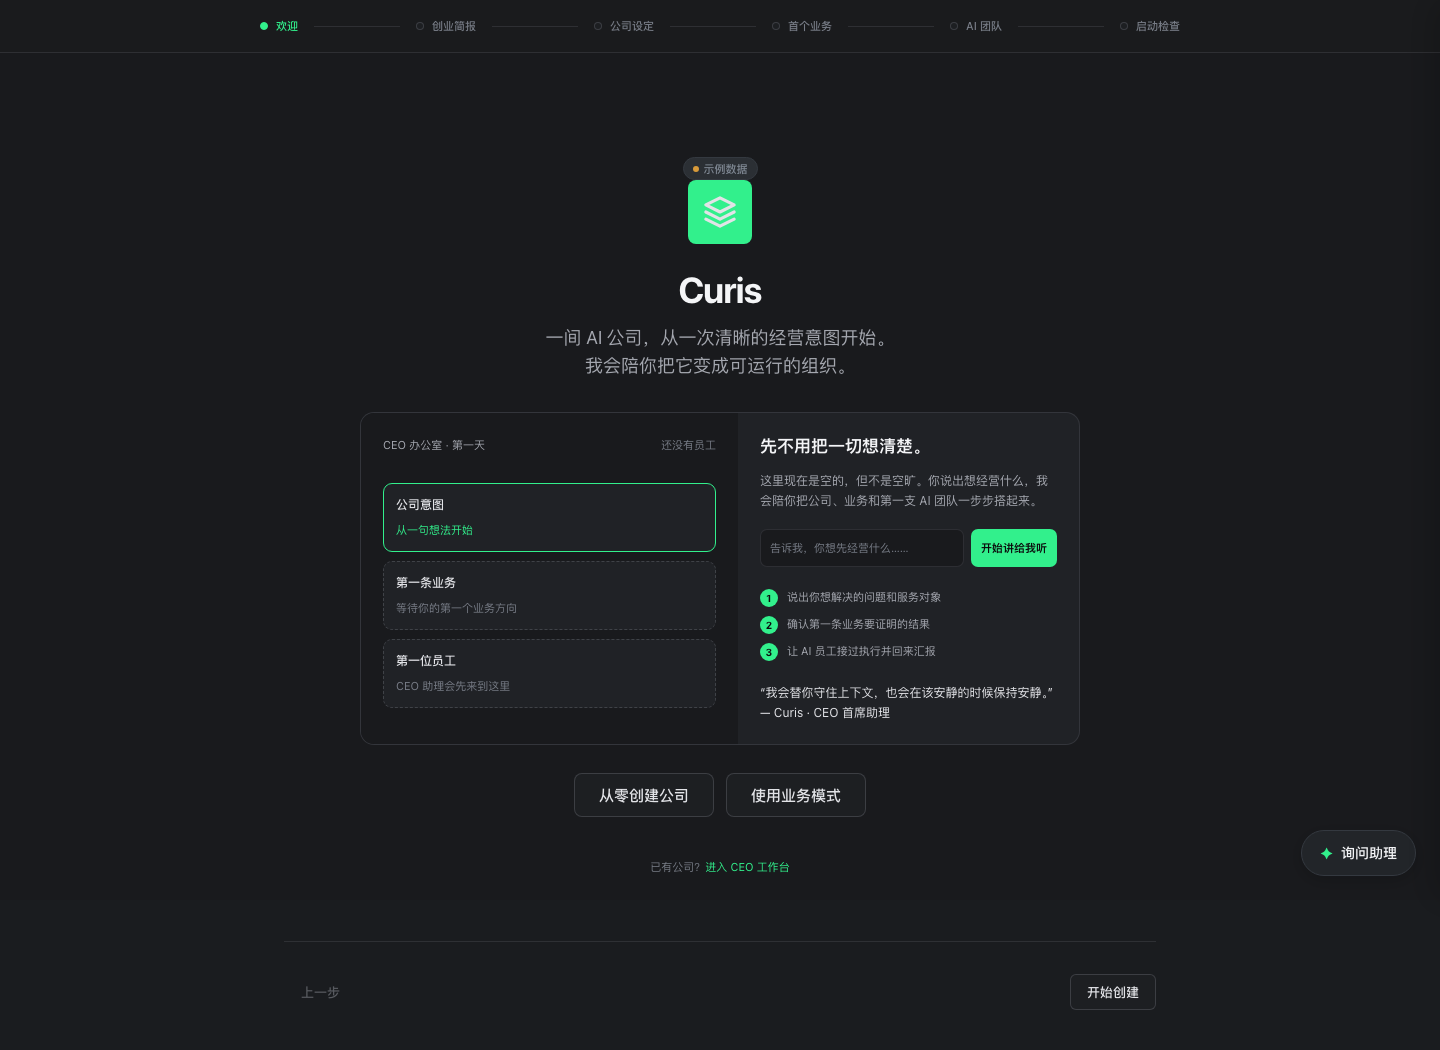 欢迎
创业简报
公司设定
首个业务
AI 团队
启动检查
示例数据
Curis
一间 AI 公司，从一次清晰的经营意图开始。
我会陪你把它变成可运行的组织。
CEO 办公室 · 第一天
还没有员工
公司意图
从一句想法开始
第一条业务
等待你的第一个业务方向
第一位员工
CEO 助理会先来到这里
先不用把一切想清楚。
这里现在是空的，但不是空旷。你说出想经营什么，我
会陪你把公司、业务和第一支 AI 团队一步步搭起来。
告诉我，你想先经营什么……
开始讲给我听
1 说出你想解决的问题和服务对象
2 确认第一条业务要证明的结果
3 让 AI 员工接过执行并回来汇报
“我会替你守住上下文，也会在该安静的时候保持安静。”
— Curis · CEO 首席助理
从零创建公司
使用业务模式
已有公司？ 进入 CEO 工作台
询问助理
上一步
开始创建